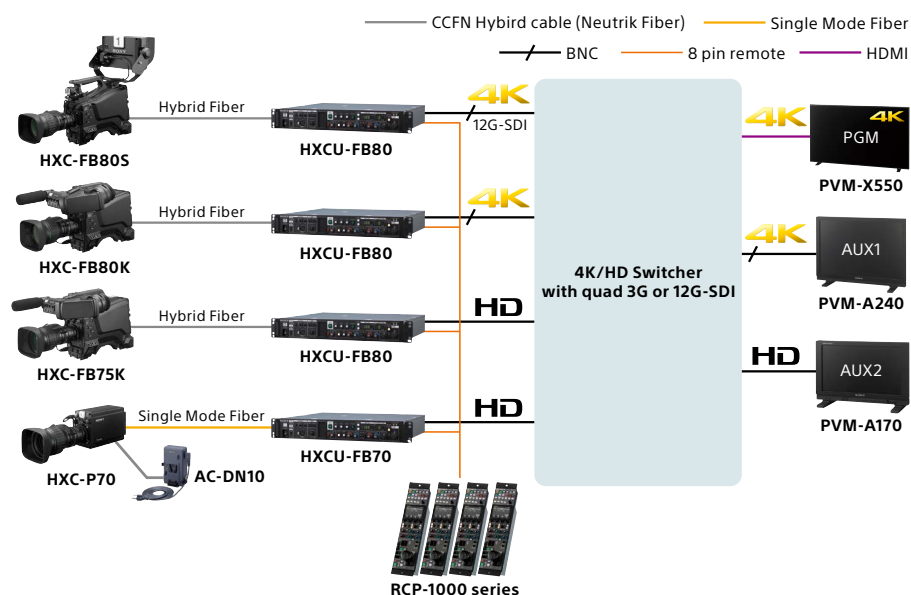 CCFN Hybird cable (Neutrik Fiber)
Single Mode Fiber
BNC
8 pin remote
HDMI
1
SONY
Hybrid Fiber
4K
12G-SDI
HXC-FB80S
HXCU-FB80
4K
4K
PGM
PVM-X550
Hybrid Fiber
4K
HXC-FB80K
HXCU-FB80
4K/HD Switcher
with quad 3G or 12G-SDI
4K
AUX1
PVM-A240
Hybrid Fiber
HD
HXC-FB75K
HXCU-FB80
HD
AUX2
PVM-A170
Single Mode Fiber
HD
HXC-P70
AC-DN10
HXCU-FB70
RCP-1000 series